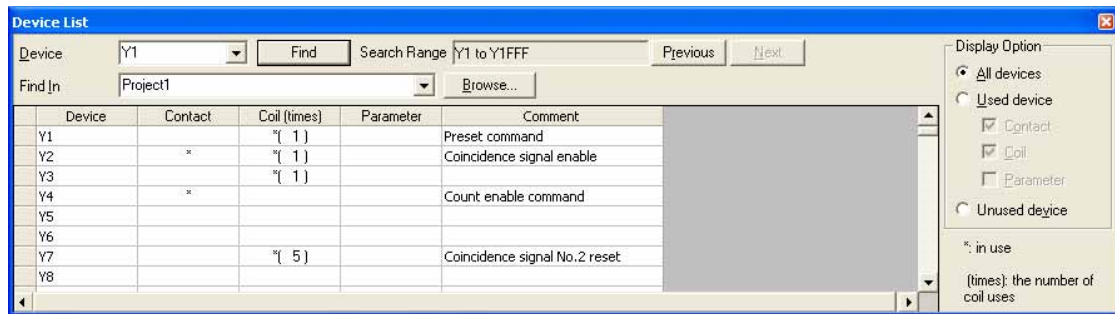 Device List
Device Y1 Find Search Range Y1 to Y1FFF Previous Next
Find In Project1 Browse...
Device Contact Coil (times) Parameter Comment
Y1 *( 1 ) Preset command
Y2 * *( 1 ) Coincidence signal enable
Y3 *( 1 )
Y4 * Count enable command
Y5
Y6
Y7 *( 5 ) Coincidence signal No.2 reset
Y8
Display Option
All devices
Used device
Contact
Coil
Parameter
Unused device
*: in use
(times): the number of
coil uses